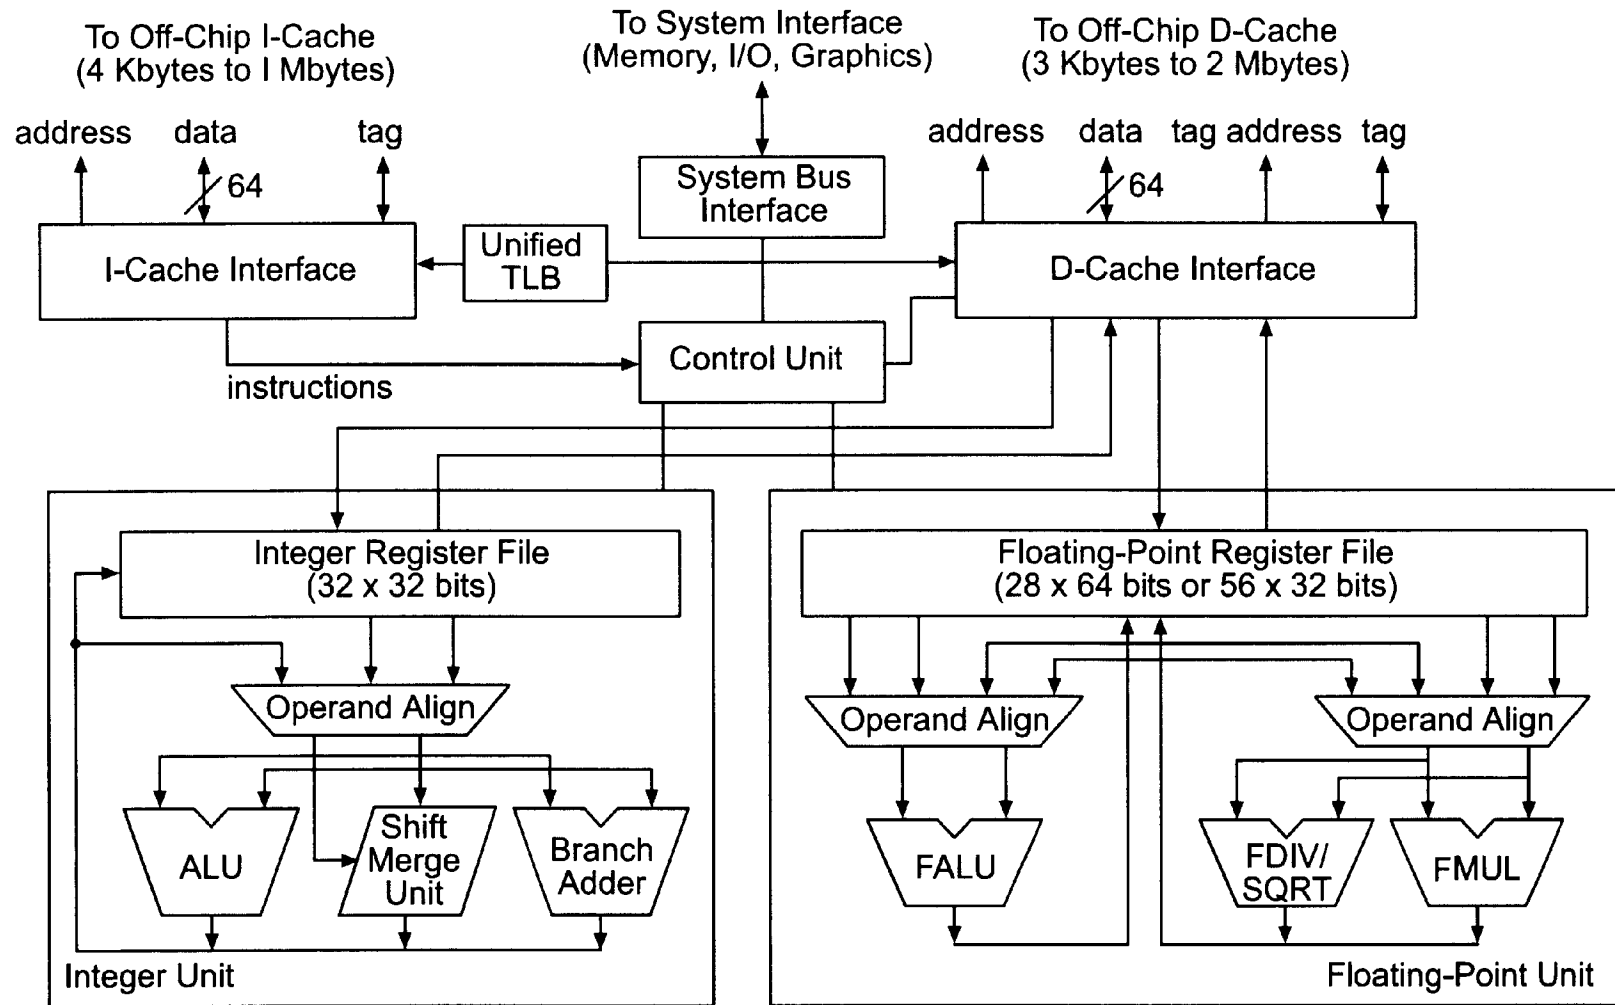 To Off-Chip I-Cache
(4 Kbytes to I Mbytes)
To System Interface
(Memory, I/O, Graphics)
To Off-Chip D-Cache
(3 Kbytes to 2 Mbytes)
address
data
tag
address
data
tag address
tag
64
64
System Bus
Interface
I-Cache Interface
Unified
TLB
D-Cache Interface
Control Unit
instructions
Integer Register File
(32 x 32 bits)
Floating-Point Register File
(28 x 64 bits or 56 x 32 bits)
Operand Align
Operand Align
Operand Align
ALU
Shift
Merge
Unit
Branch
Adder
FALU
FDIV/
SQRT
FMUL
Integer Unit
Floating-Point Unit